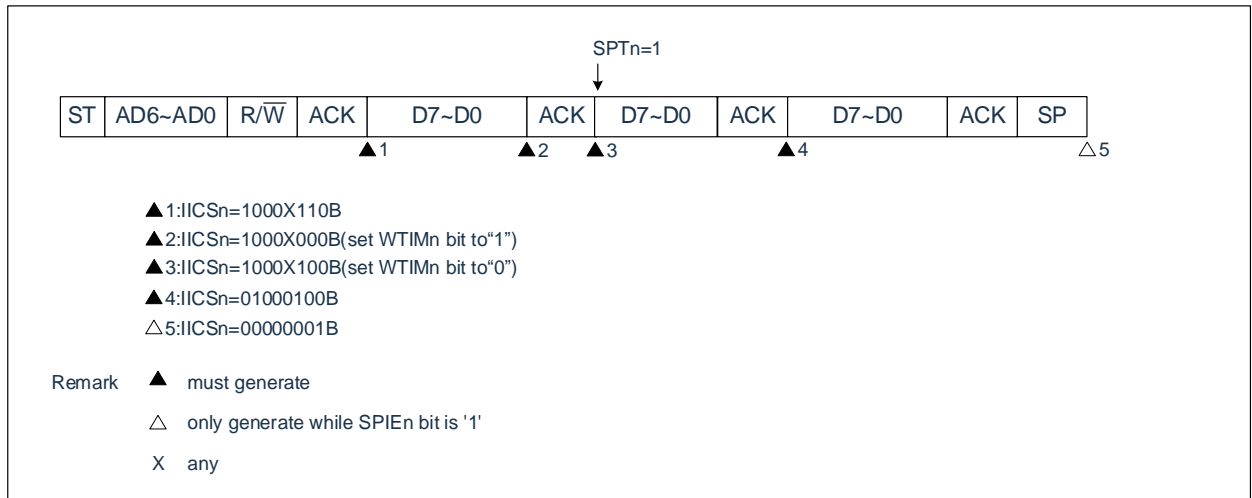 SPTn=1
ST AD6~AD0 R/W̅ ACK D7~D0 ACK D7~D0 ACK D7~D0 ACK SP
▲1 ▲2 ▲3 ▲4 △5
▲1:IICSn=1000X110B
▲2:IICSn=1000X000B(set WTIMn bit to“1”)
▲3:IICSn=1000X100B(set WTIMn bit to“0”)
▲4:IICSn=01000100B
△5:IICSn=00000001B
Remark ▲ must generate
△ only generate while SPIEn bit is '1'
X any